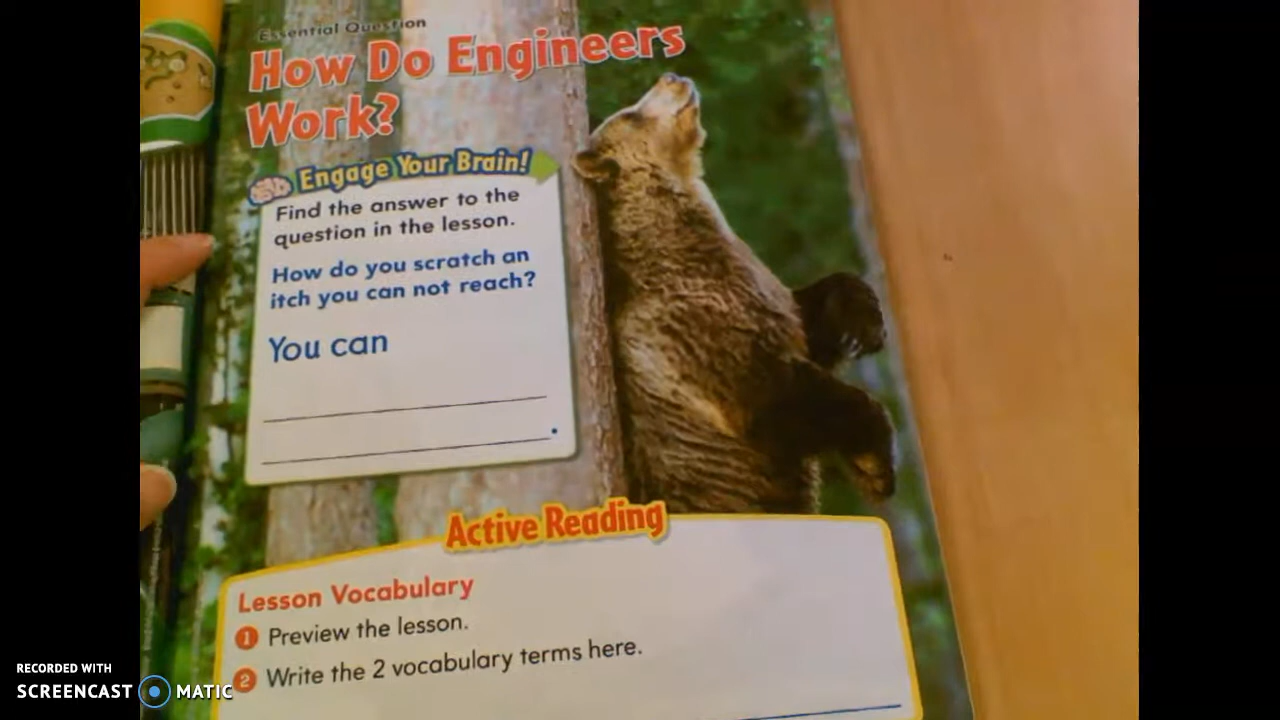 Essential Question
How Do Engineers
Work?
Engage Your Brain!
Find the answer to the
question in the lesson.
How do you scratch an
itch you can not reach?
You can
.
Active Reading
Lesson Vocabulary
1 Preview the lesson.
2 Write the 2 vocabulary terms here.
RECORDED WITH
SCREENCAST MATIC